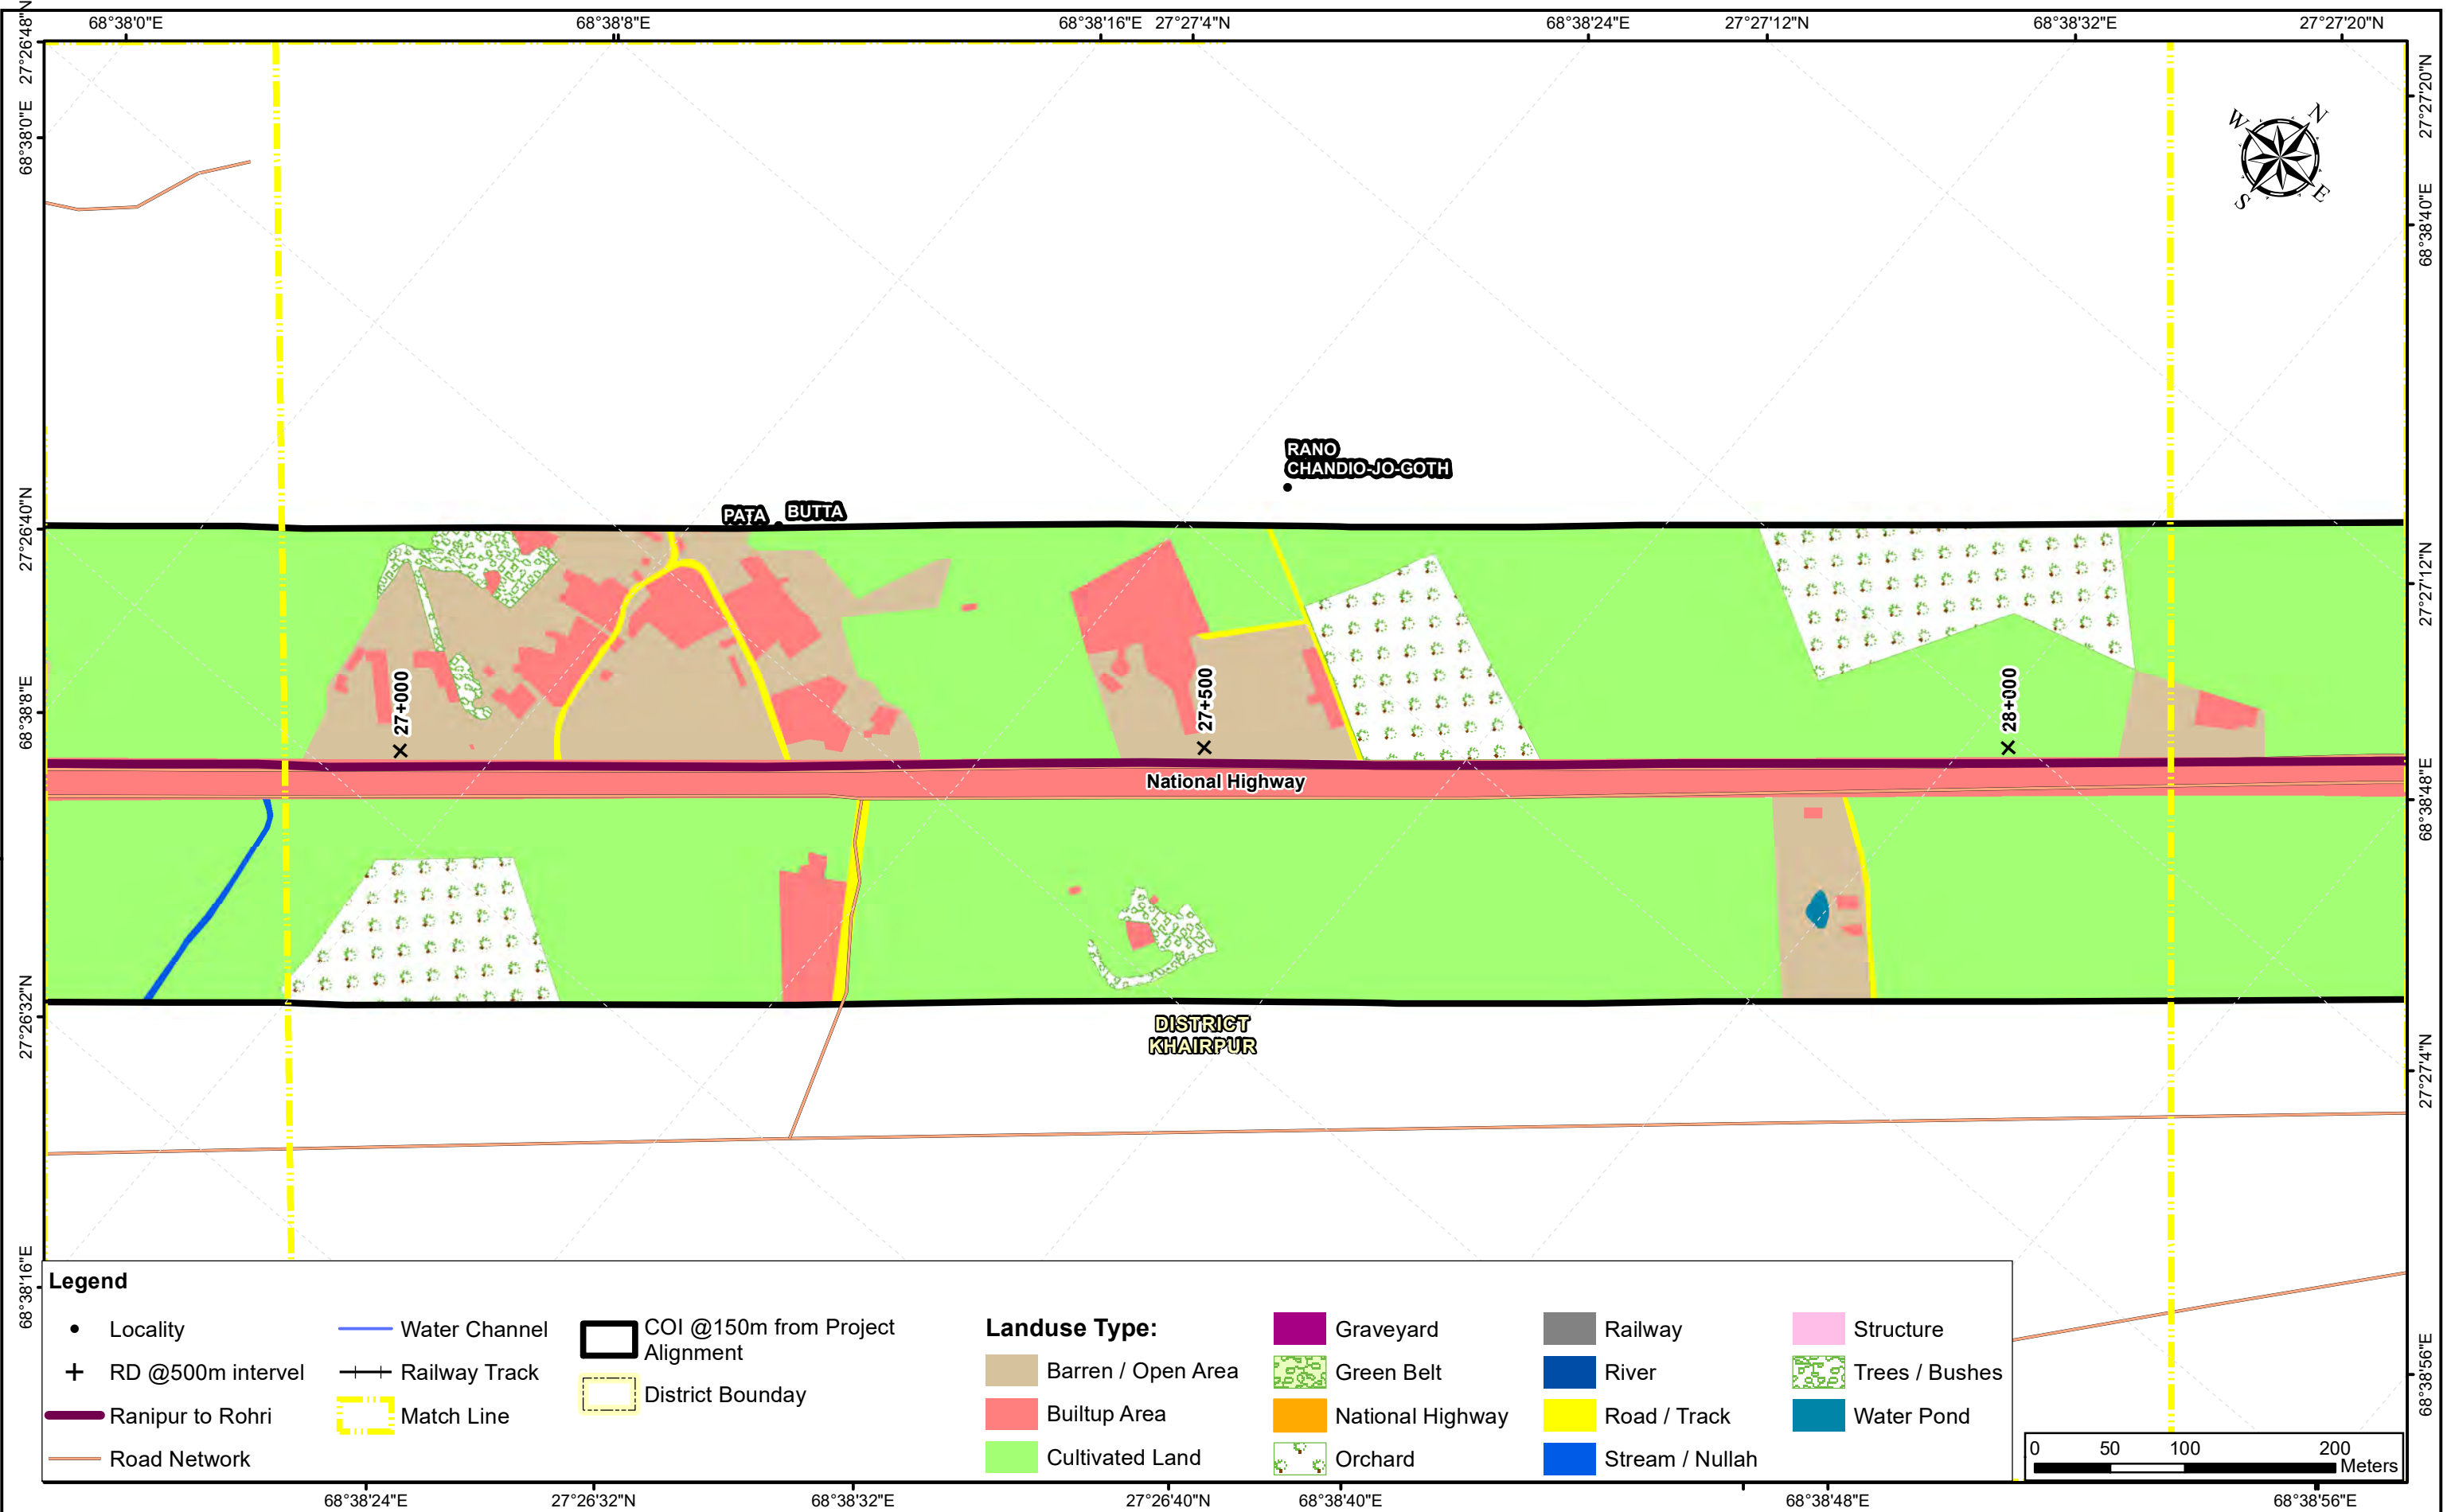 68°38'0"E
68°38'8"E
68°38'16"E
27°27'4"N
68°38'24"E
27°27'12"N
68°38'32"E
27°27'20"N
27°26'48"N
68°38'0"E
27°26'40"N
68°38'8"E
27°26'32"N
68°38'16"E
27°27'20"N
68°38'40"E
27°27'12"N
68°38'48"E
27°27'4"N
68°38'56"E
W
N
S
E
RANO
CHANDIO-JO-GOTH
PATA BUTTA
27+000
27+500
28+000
National Highway
DISTRICT
KHAIRPUR
Legend
Locality
RD @500m intervel
Ranipur to Rohri
Road Network
Water Channel
Railway Track
Match Line
COI @150m from Project
Alignment
District Bounday
Landuse Type:
Barren / Open Area
Builtup Area
Cultivated Land
Graveyard
Green Belt
National Highway
Orchard
Railway
River
Road / Track
Stream / Nullah
Structure
Trees / Bushes
Water Pond
0 50 100 200
Meters
68°38'24"E
27°26'32"N
68°38'32"E
27°26'40"N
68°38'40"E
68°38'48"E
68°38'56"E